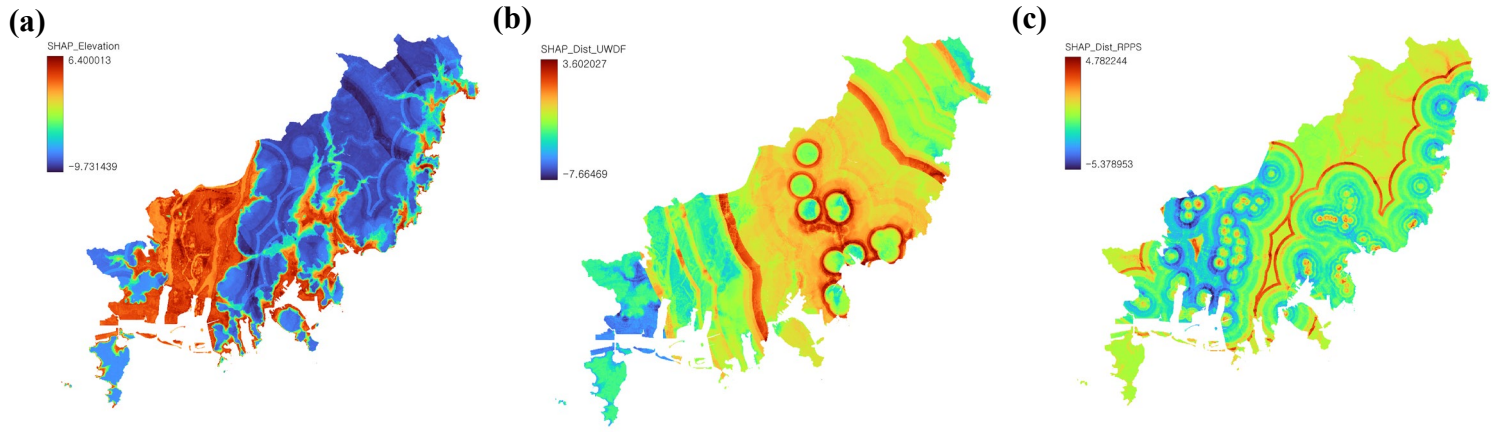 (a)
SHAP_Elevation
6.400013
−9.731439
(b)
SHAP_Dist_UWDF
3.602027
−7.66469
(c)
SHAP_Dist_RPPS
4.782244
−5.378953